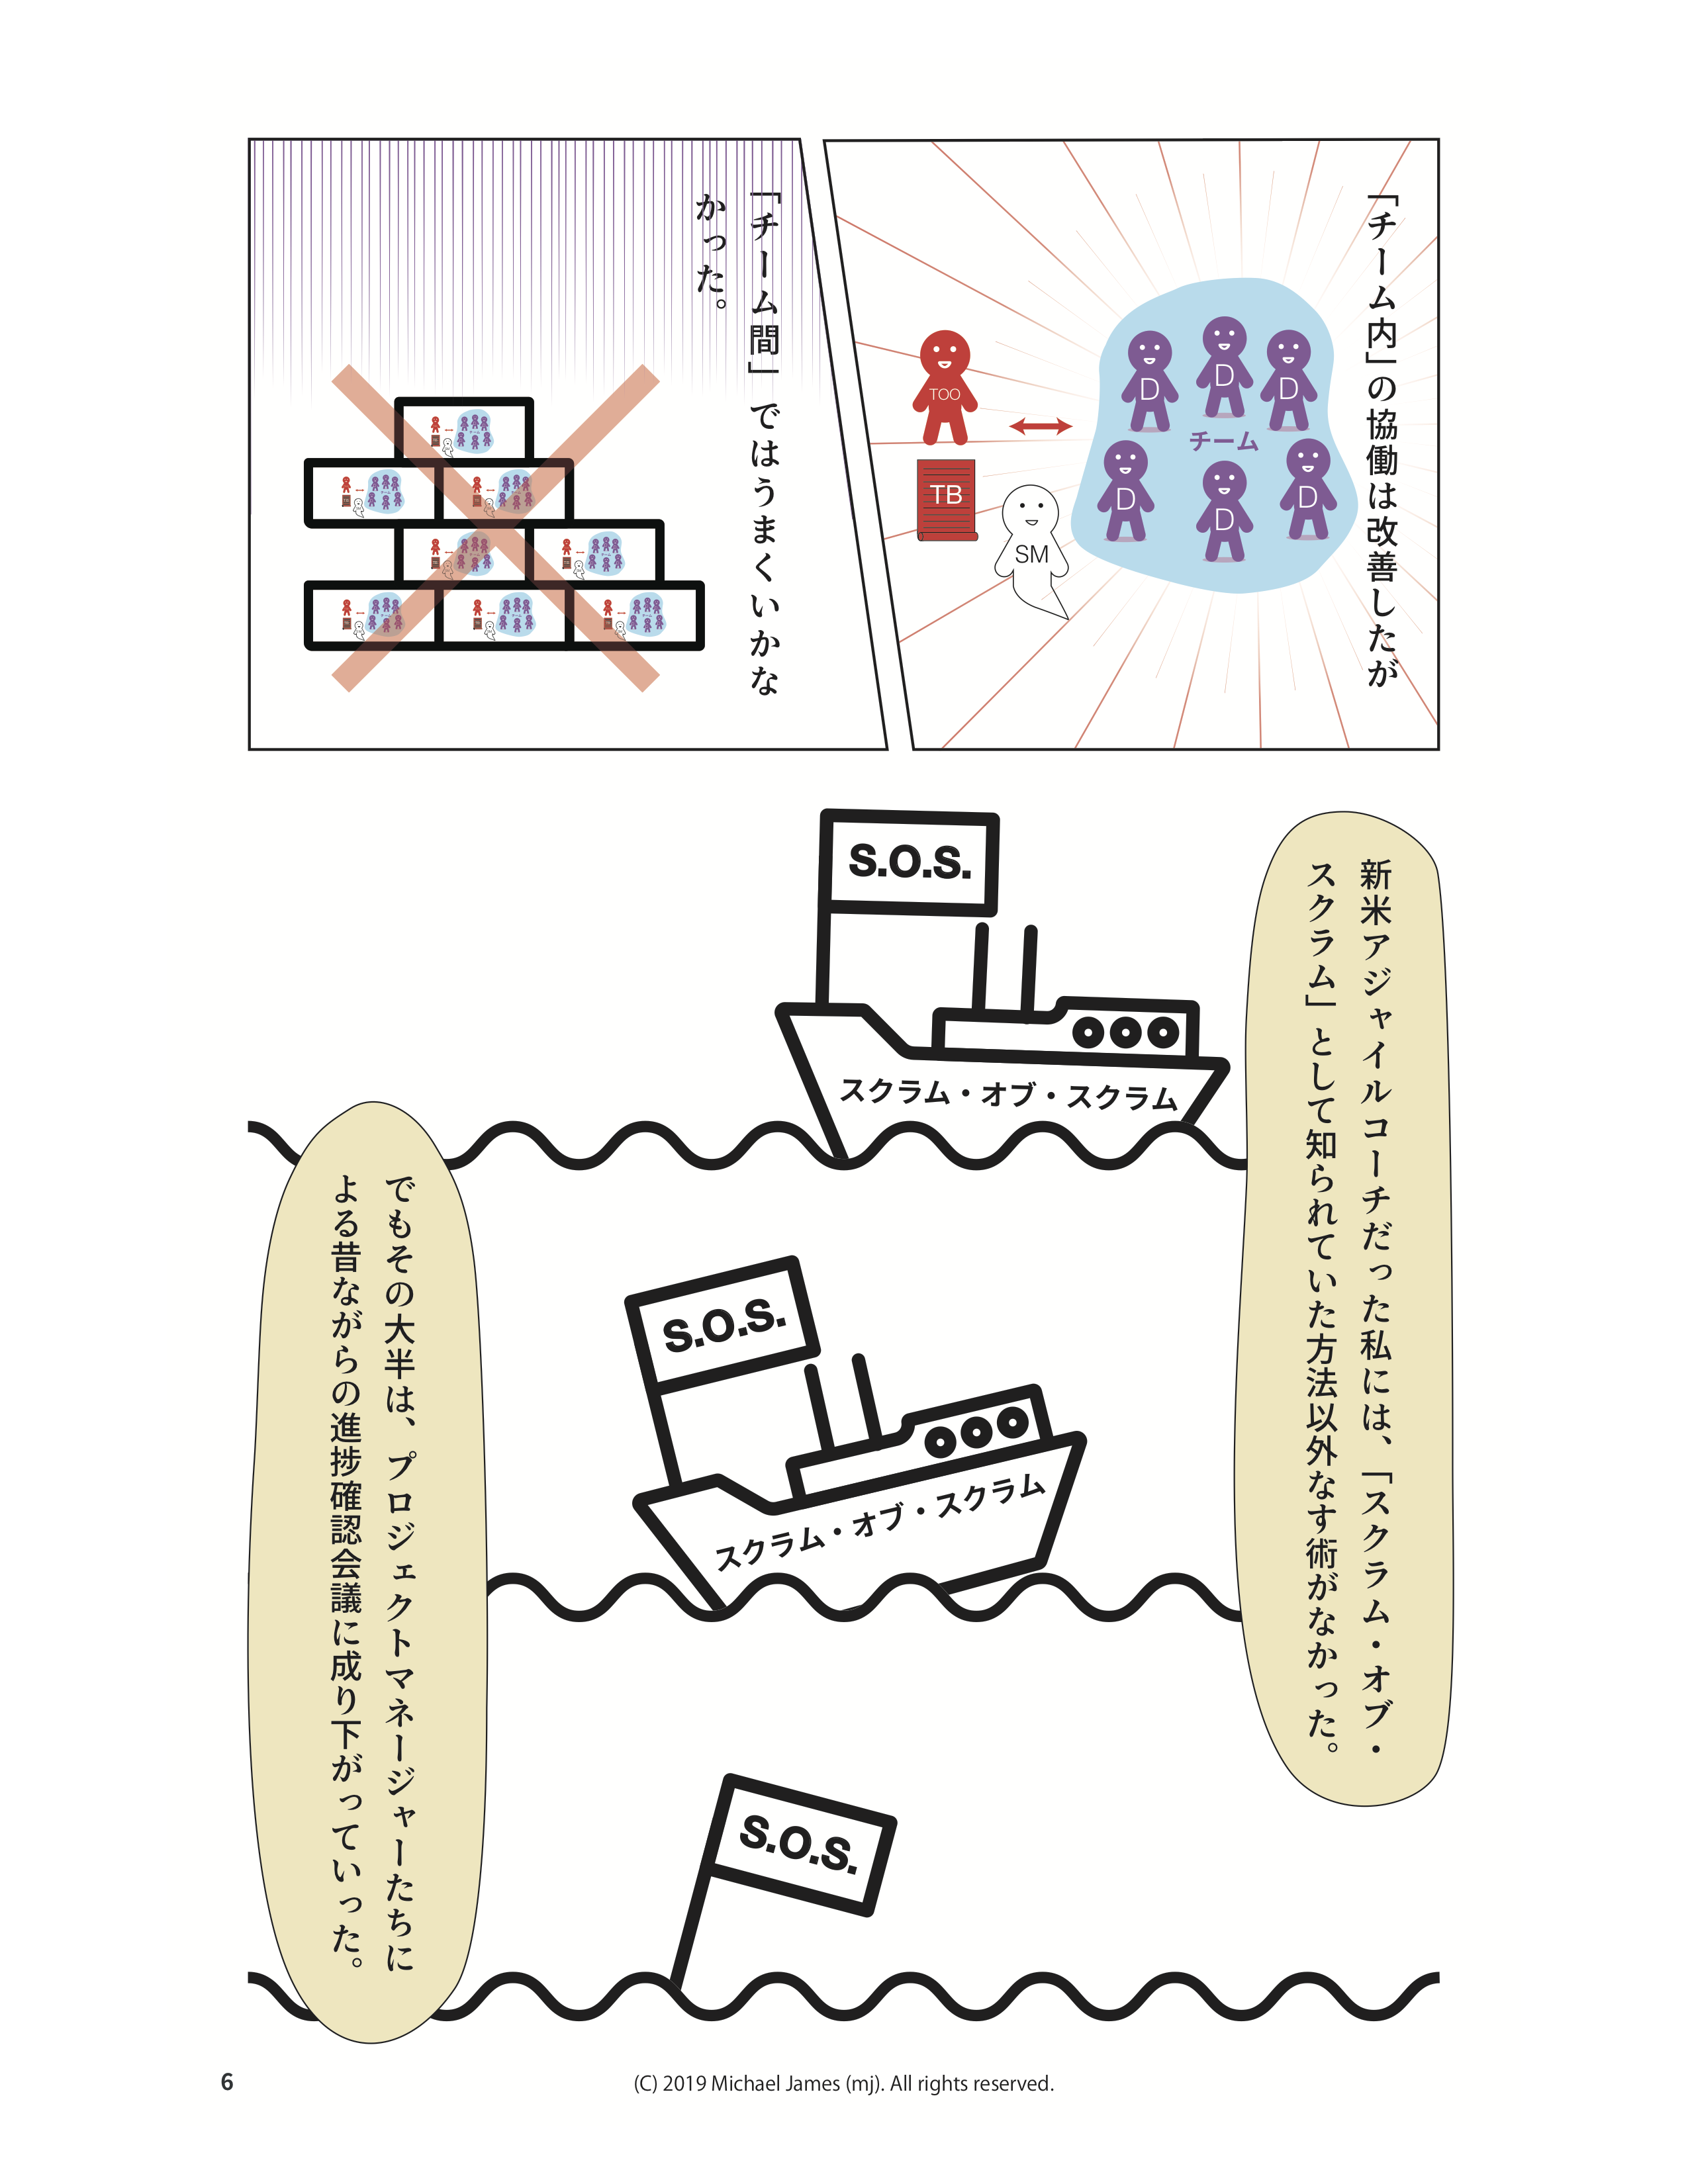 「チーム内」の協働は改善したが
TOO
TB
SM
D
D
D
チーム
D
D
D
「チーム間」ではうまくいかな
かった。
新米アジャイルコーチだった私には、「スクラム・オブ・
スクラム」として知られていた方法以外なす術がなかった。
S.O.S.
スクラム・オブ・スクラム
S.O.S.
スクラム・オブ・スクラム
でもその大半は、プロジェクトマネージャーたちに
よる昔ながらの進捗確認会議に成り下がっていった。
S.O.S.
6
(C) 2019 Michael James (mj). All rights reserved.